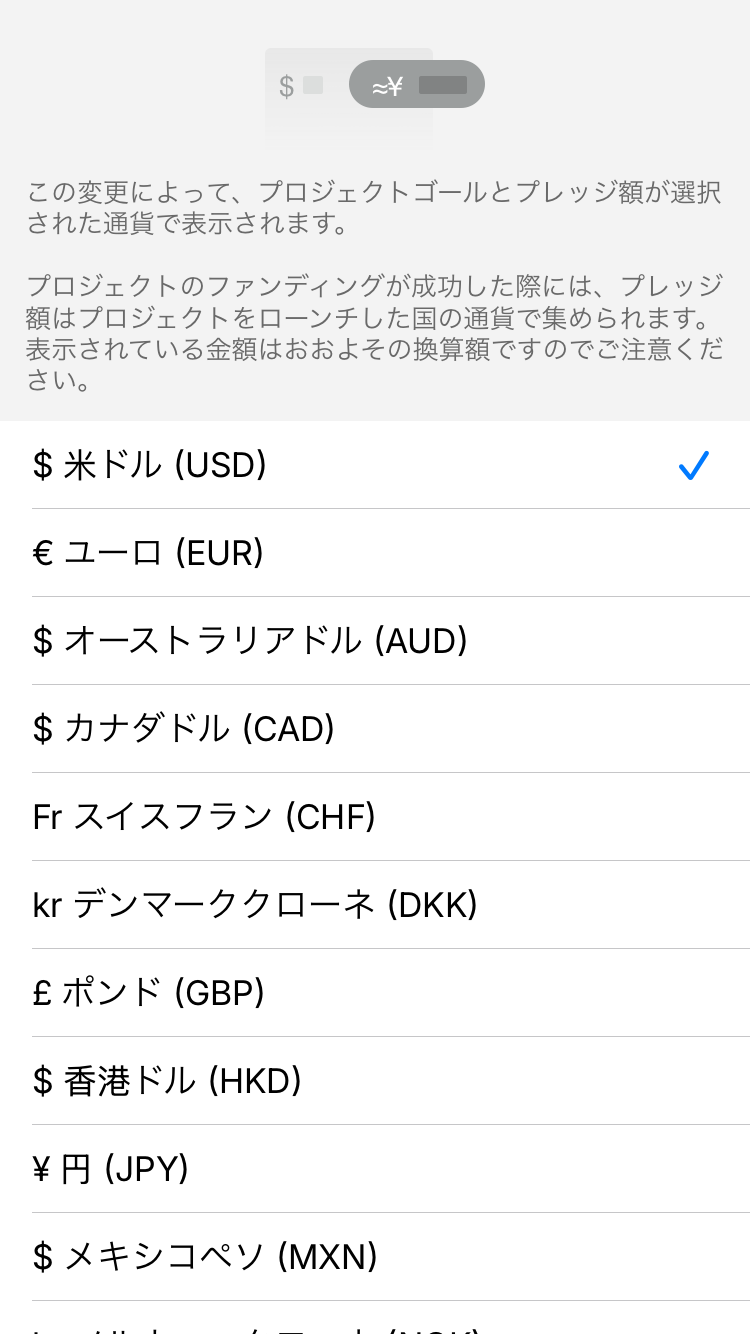 $ ≈¥
この変更によって、プロジェクトゴールとプレッジ額が選択
された通貨で表示されます。
プロジェクトのファンディングが成功した際には、プレッジ
額はプロジェクトをローンチした国の通貨で集められます。
表示されている金額はおおよその換算額ですのでご注意くだ
さい。
$ 米ドル (USD)
€ ユーロ (EUR)
$ オーストラリアドル (AUD)
$ カナダドル (CAD)
Fr スイスフラン (CHF)
kr デンマーククローネ (DKK)
£ ポンド (GBP)
$ 香港ドル (HKD)
¥ 円 (JPY)
$ メキシコペソ (MXN)